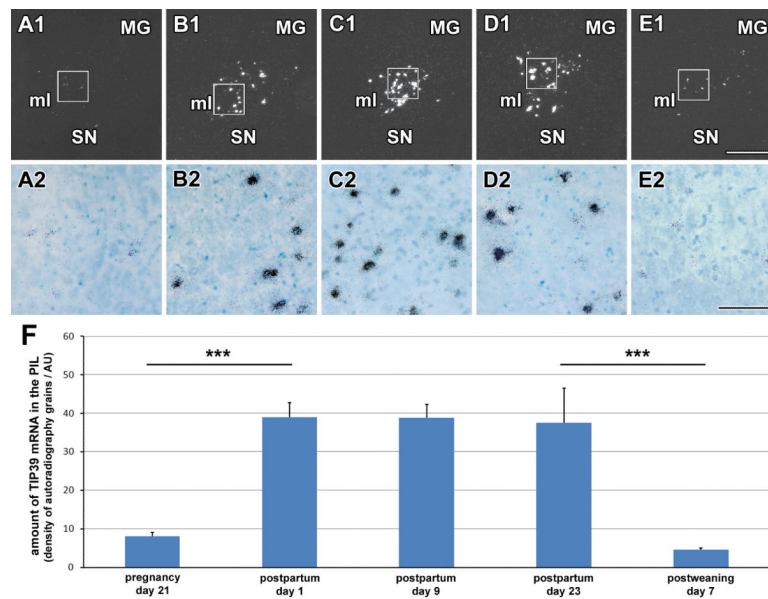 A1 MG B1 MG C1 MG D1 MG E1 MG
ml ml ml ml ml
SN SN SN SN SN
A2 B2 C2 D2 E2
F
amount of TIP39 mRNA in the PIL
(density of autoradiography grains / AU)
60
50
40
30
20
10
0
*** ***
pregnancy postpartum postpartum postpartum postweaning
day 21 day 1 day 9 day 23 day 7